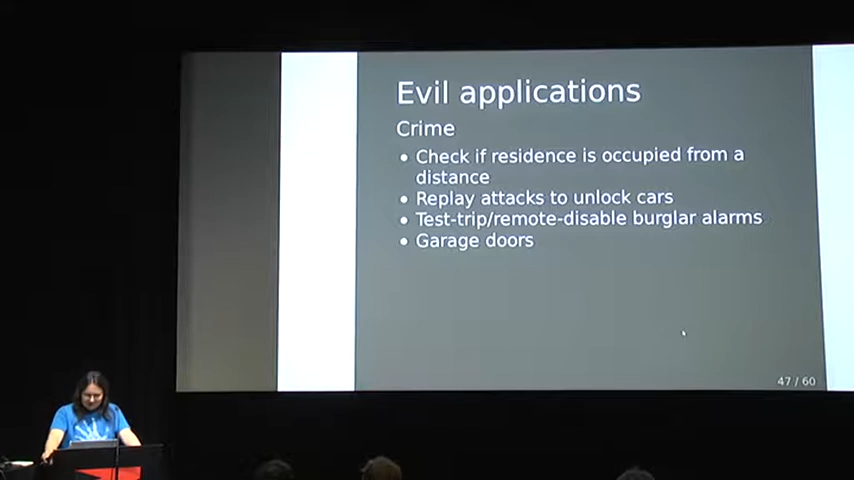 Evil applications
Crime
• Check if residence is occupied from a
distance
• Replay attacks to unlock cars
• Test-trip/remote-disable burglar alarms
• Garage doors
47 / 60